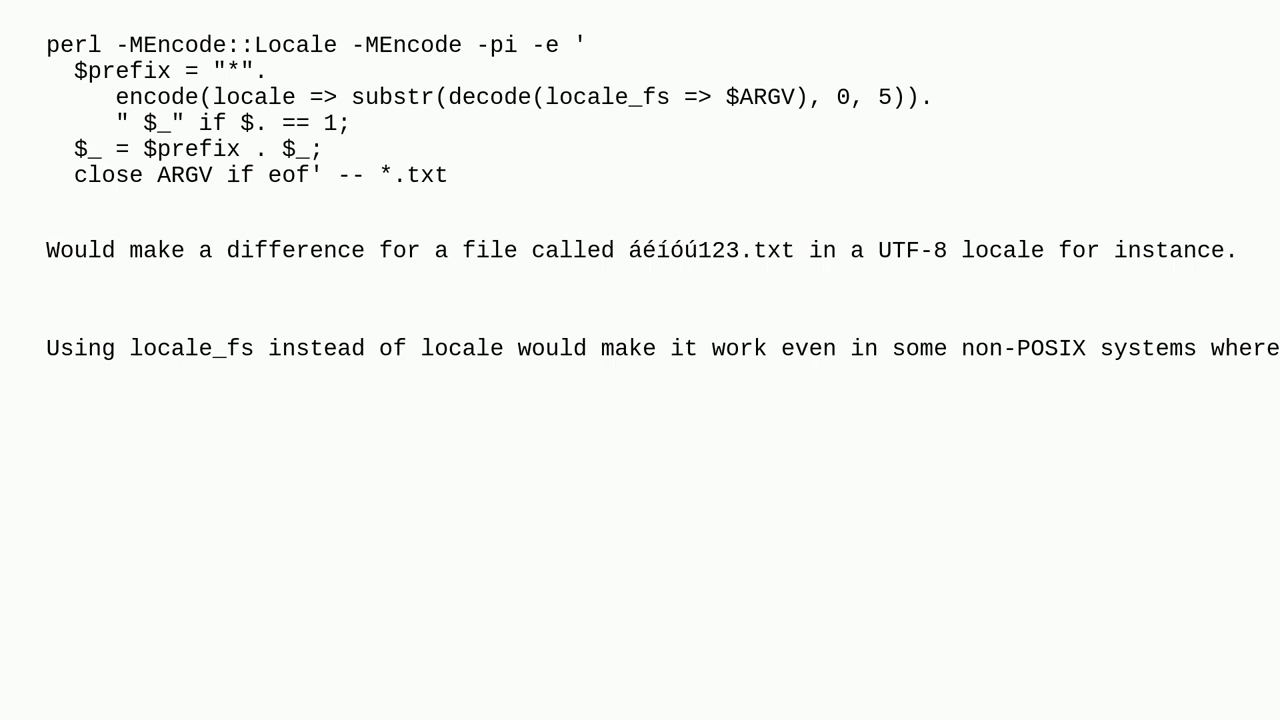 perl -MEncode::Locale -MEncode -pi -e '
  $prefix = "*".
     encode(locale => substr(decode(locale_fs => $ARGV), 0, 5)).
     " $_" if $. == 1;
  $_ = $prefix . $_;
  close ARGV if eof' -- *.txt
Would make a difference for a file called áéíóú123.txt in a UTF-8 locale for instance.
Using locale_fs instead of locale would make it work even in some non-POSIX systems where